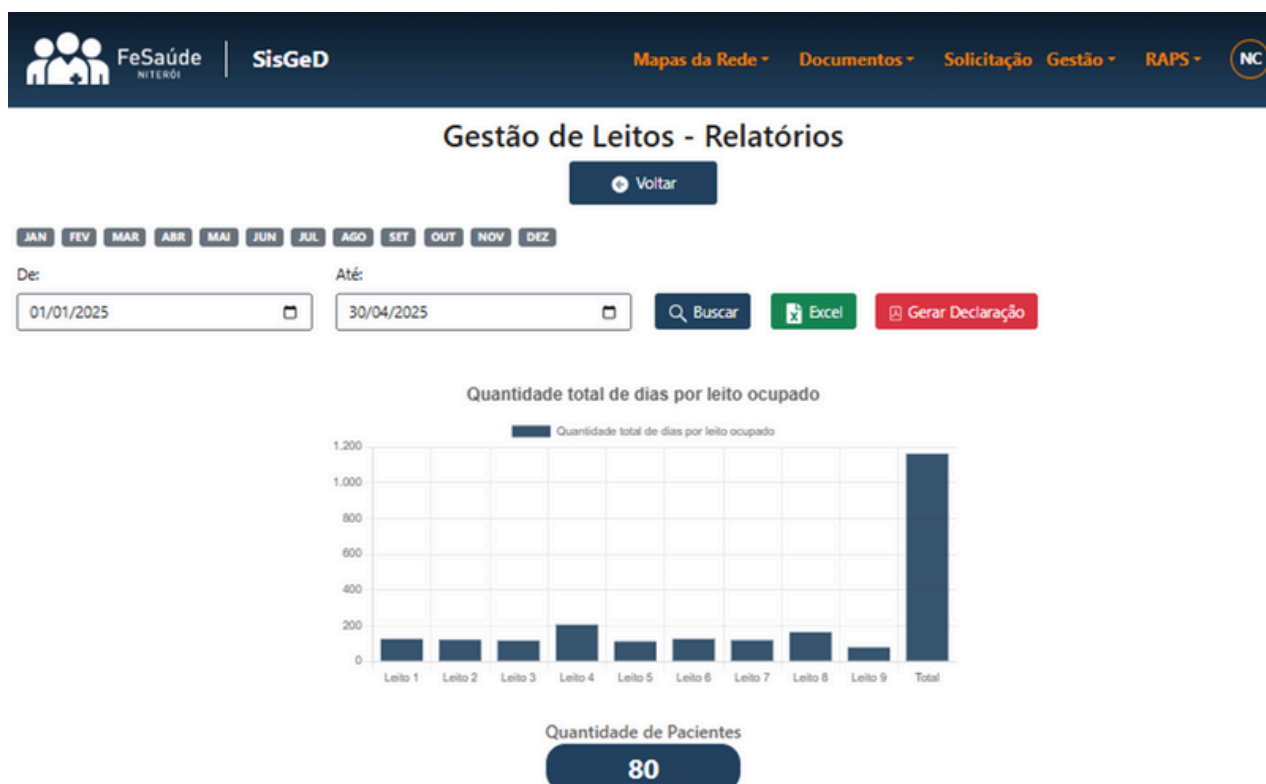 FeSaúde
NITERÓI
SisGeD
Mapas da Rede
Documentos
Solicitação
Gestão
RAPS
NC
Gestão de Leitos - Relatórios
Voltar
JAN FEV MAR ABR MAI JUN JUL AGO SET OUT NOV DEZ
De:
Até:
01/01/2025
30/04/2025
Buscar
Excel
Gerar Declaração
Quantidade total de dias por leito ocupado
Quantidade total de dias por leito ocupado
1.200
1.000
800
600
400
200
0
Leito 1 Leito 2 Leito 3 Leito 4 Leito 5 Leito 6 Leito 7 Leito 8 Leito 9 Total
Quantidade de Pacientes
80